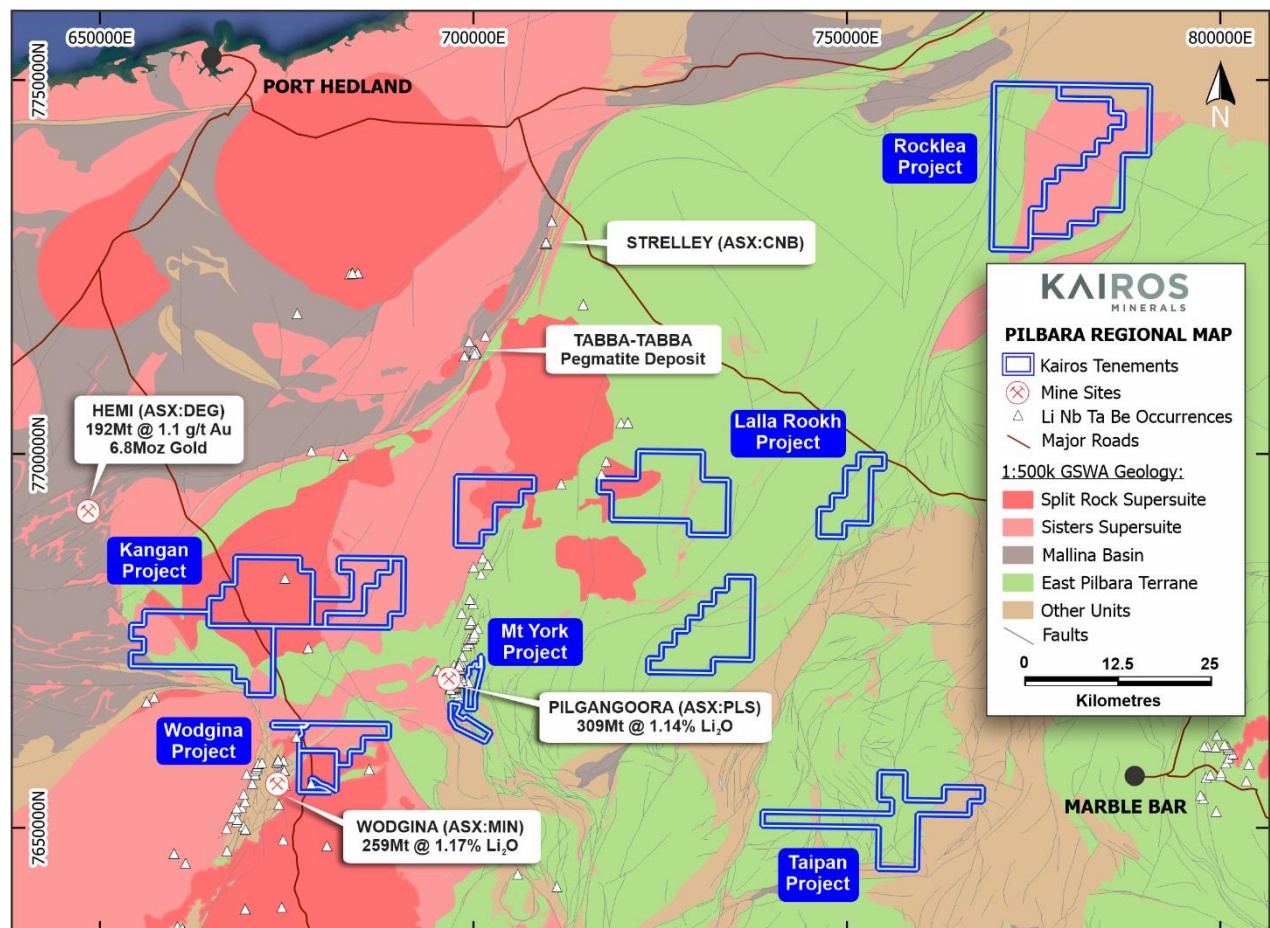 650000E
700000E
750000E
800000E
7750000N
7700000N
7650000N
PORT HEDLAND
N
Rocklea
Project
STRELLEY (ASX:CNB)
TABBA-TABBA
Pegmatite Deposit
HEMI (ASX:DEG)
192Mt @ 1.1 g/t Au
6.8Moz Gold
Lalla Rookh
Project
Kangan
Project
Mt York
Project
PILGANGOORA (ASX:PLS)
309Mt @ 1.14% Li₂O
Wodgina
Project
WODGINA (ASX:MIN)
259Mt @ 1.17% Li₂O
MARBLE BAR
Taipan
Project
KAIROS
MINERALS
PILBARA REGIONAL MAP
Kairos Tenements
Mine Sites
Li Nb Ta Be Occurrences
Major Roads
1:500k GSWA Geology:
Split Rock Supersuite
Sisters Supersuite
Mallina Basin
East Pilbara Terrane
Other Units
Faults
0 12.5 25
Kilometres